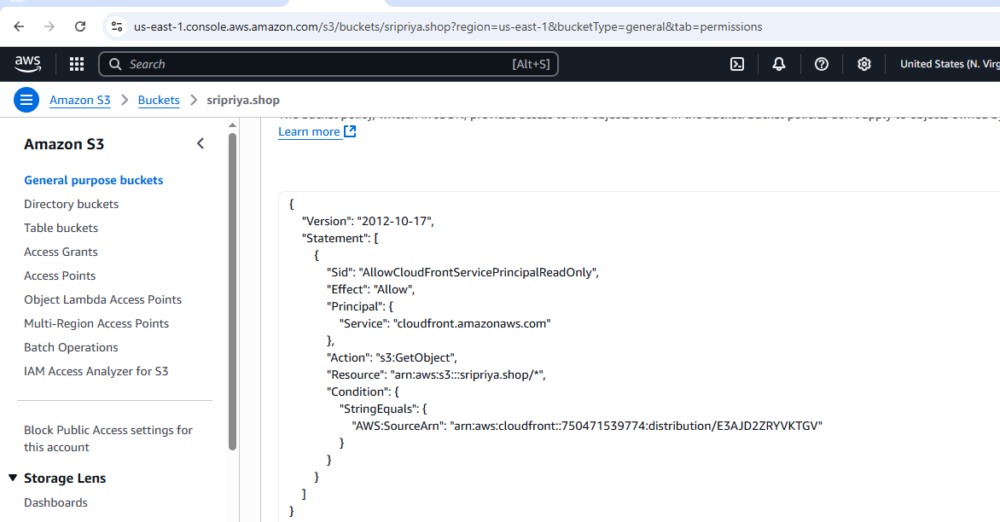 us-east-1.console.aws.amazon.com/s3/buckets/sripriya.shop?region=us-east-1&bucketType=general&tab=permissions
aws
Search
[Alt+S]
United States (N. Virg
Amazon S3
Buckets
sripriya.shop
Learn more
Amazon S3
General purpose buckets
Directory buckets
Table buckets
Access Grants
Access Points
Object Lambda Access Points
Multi-Region Access Points
Batch Operations
IAM Access Analyzer for S3
Block Public Access settings for
this account
Storage Lens
Dashboards
{
"Version": "2012-10-17",
"Statement": [
{
"Sid": "AllowCloudFrontServicePrincipalReadOnly",
"Effect": "Allow",
"Principal": {
"Service": "cloudfront.amazonaws.com"
},
"Action": "s3:GetObject",
"Resource": "arn:aws:s3:::sripriya.shop/*",
"Condition": {
"StringEquals": {
"AWS:SourceArn": "arn:aws:cloudfront::750471539774:distribution/E3AJD2ZRYVKTGV"
}
}
}
]
}